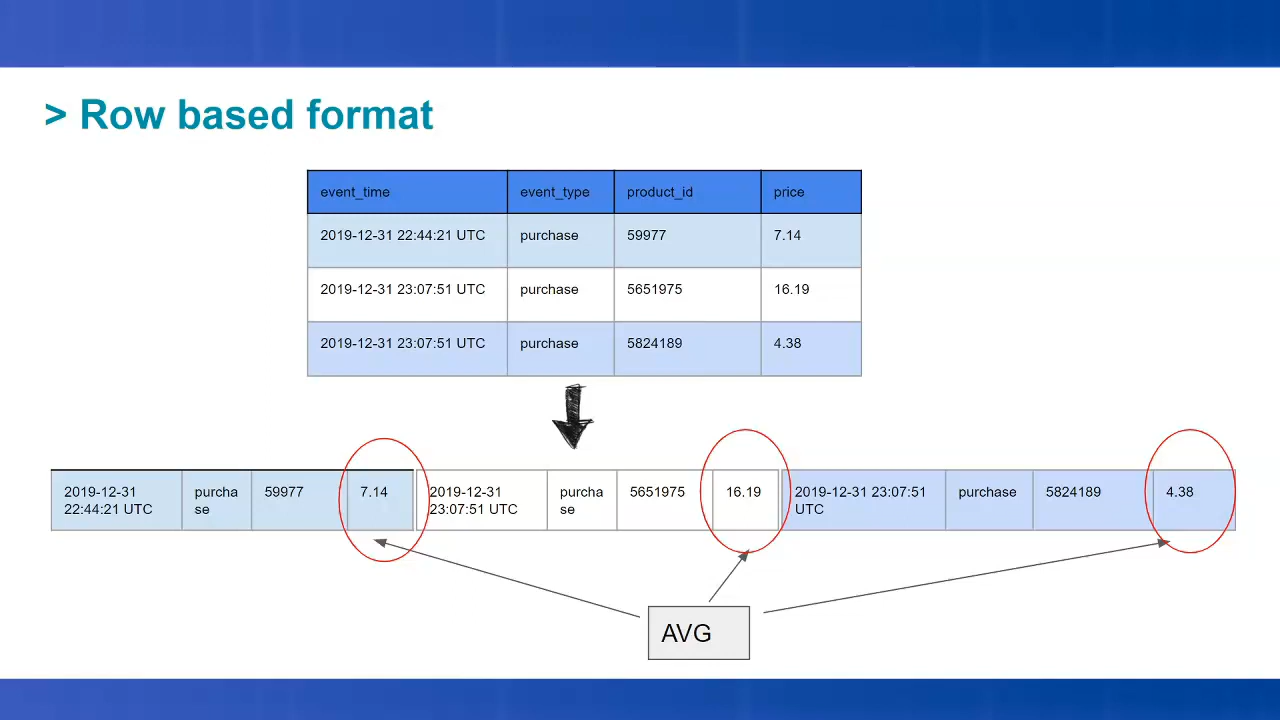 > Row based format
event_time event_type product_id price
2019-12-31 22:44:21 UTC purchase 59977 7.14
2019-12-31 23:07:51 UTC purchase 5651975 16.19
2019-12-31 23:07:51 UTC purchase 5824189 4.38
2019-12-31 purcha 59977 7.14 2019-12-31 purcha 5651975 16.19 2019-12-31 23:07:51 purchase 5824189 4.38
22:44:21 UTC se 23:07:51 UTC se UTC
AVG